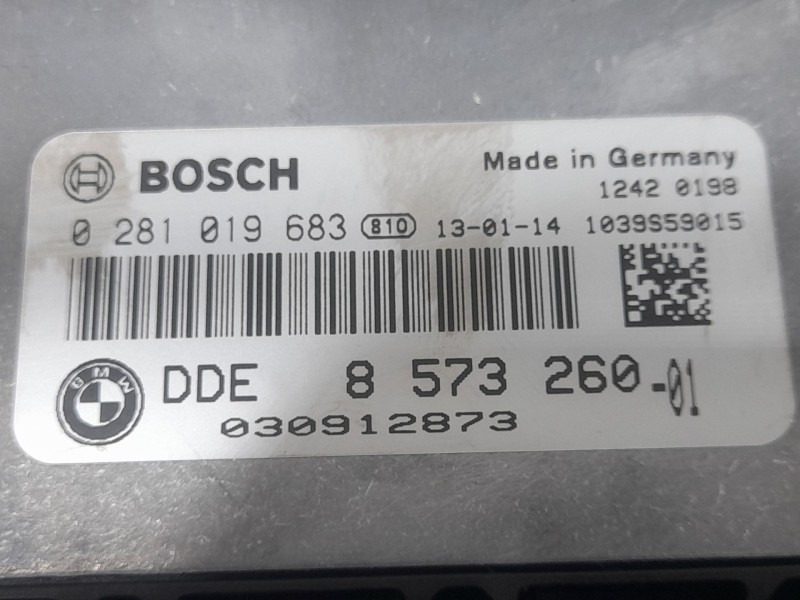 BOSCH Made in Germany
1242 0198
0 281 019 683 810 13-01-14 1039S59015
BMW DDE 8 573 260-01
030912873